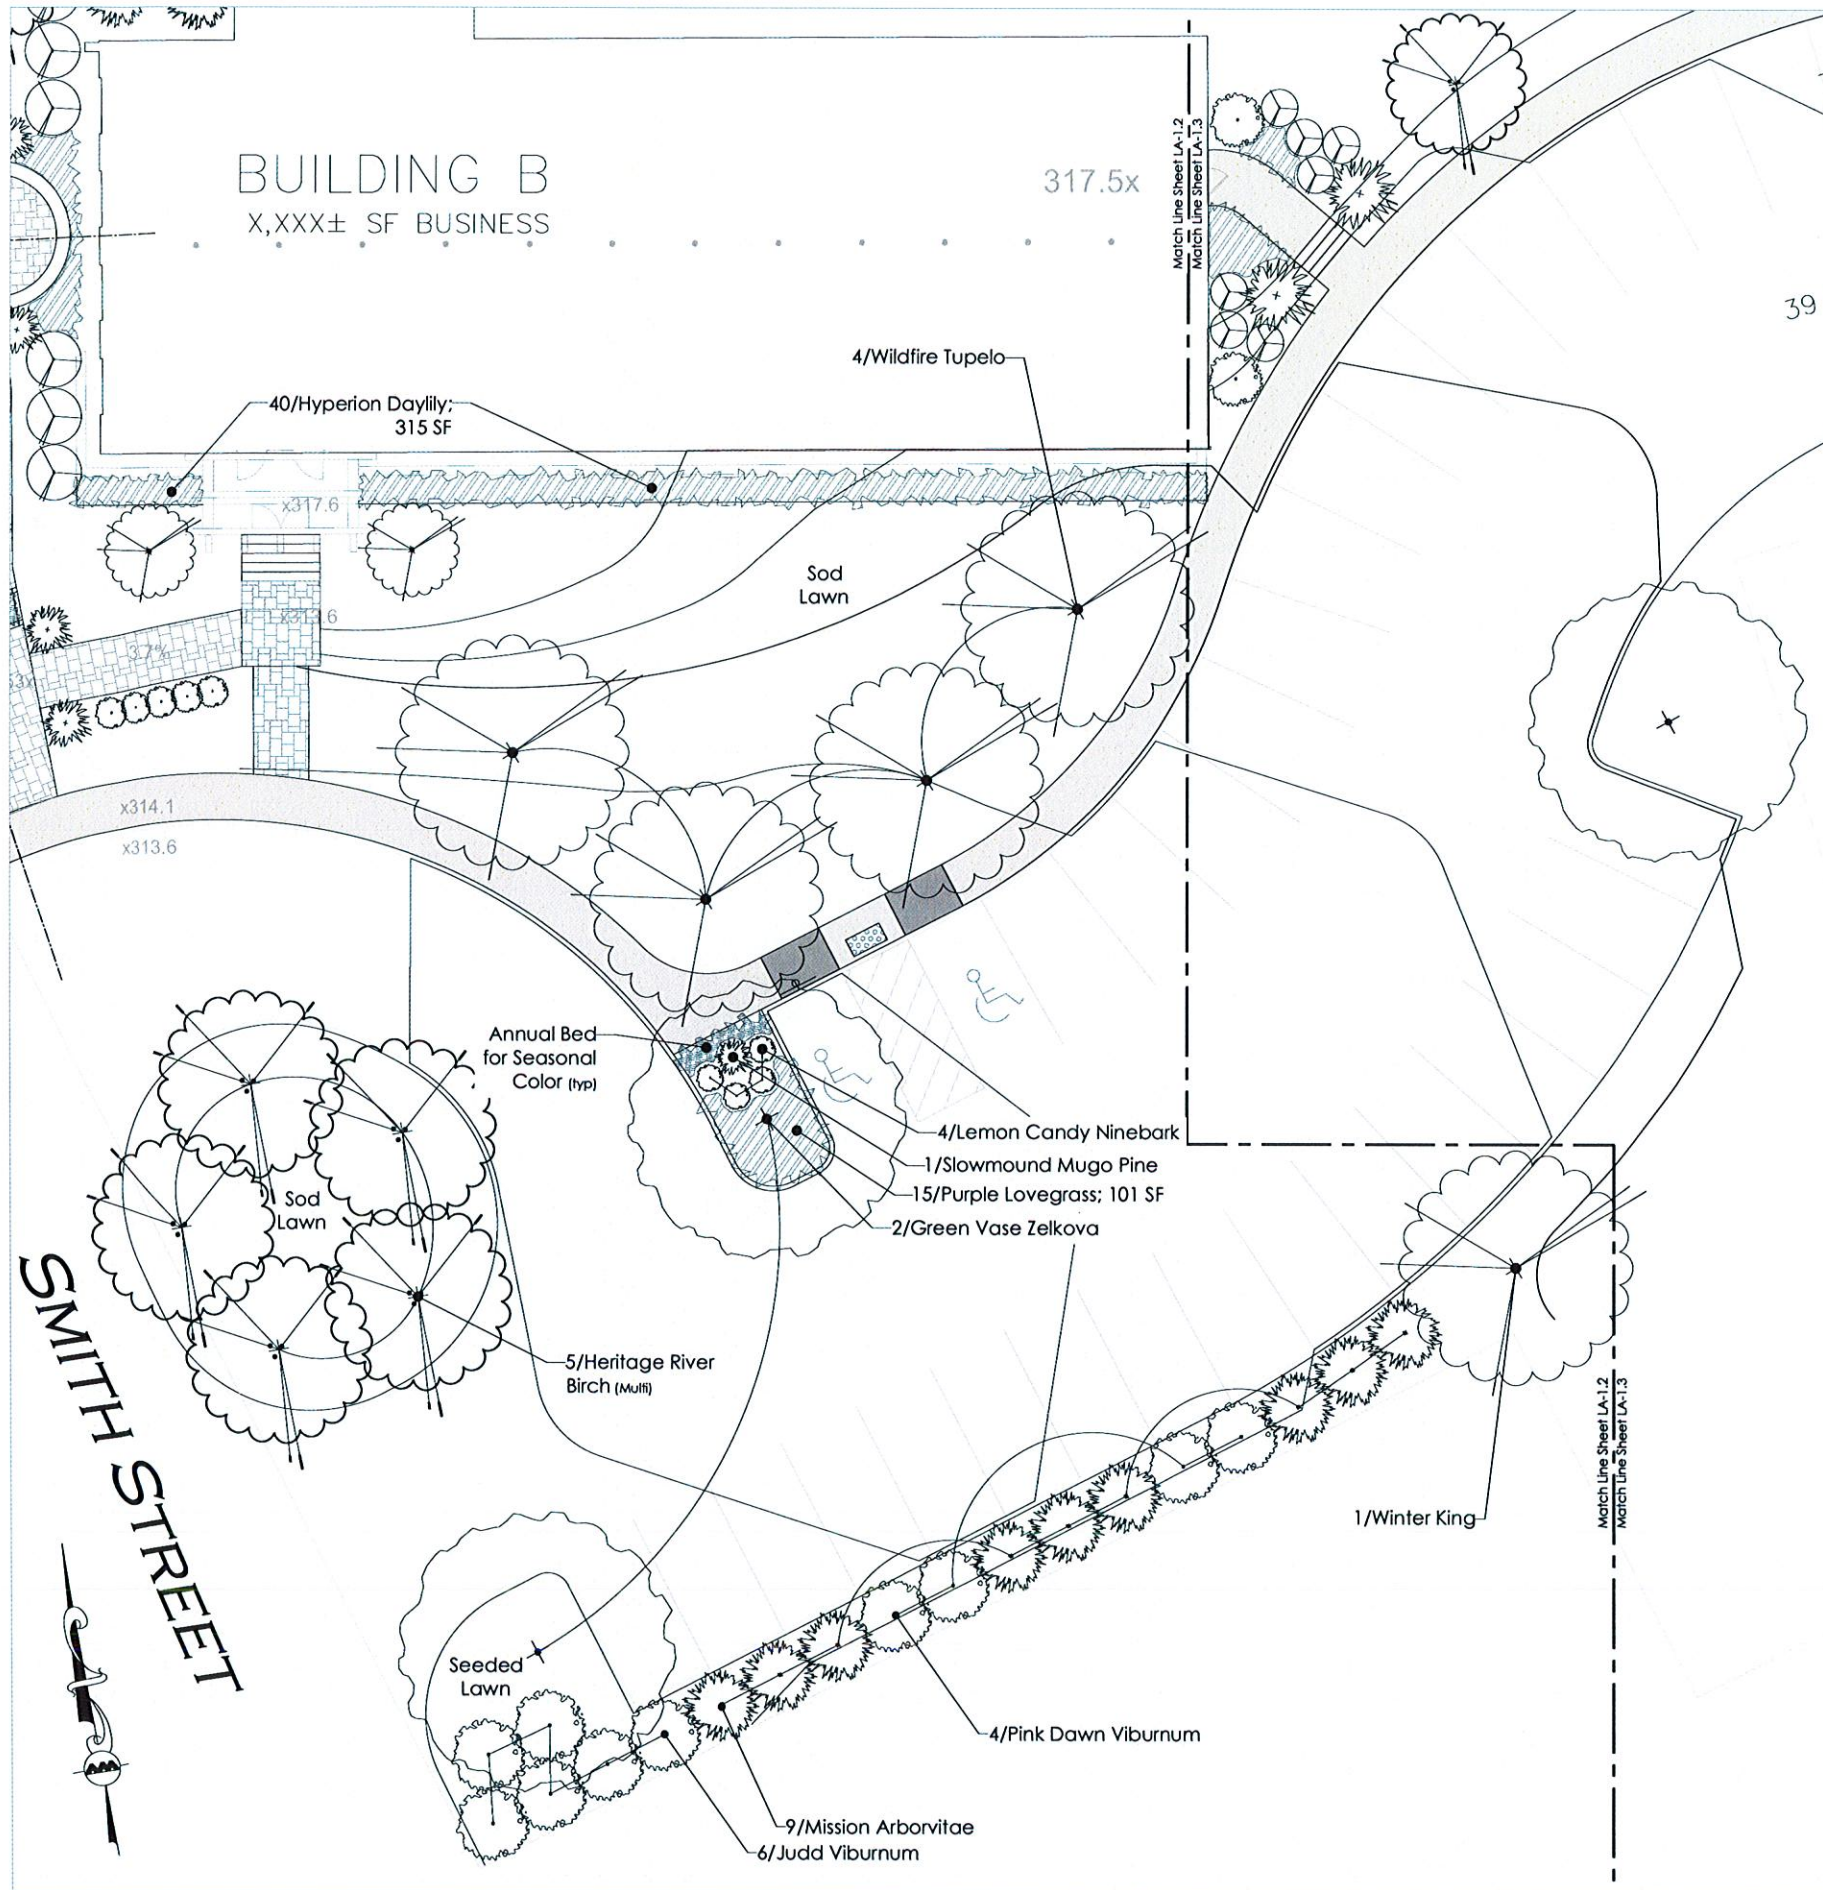 BUILDING B
X,XXX± SF BUSINESS
317.5x
Match Line Sheet LA-1.2
Match Line Sheet LA-1.3
39
4/Wildfire Tupelo
40/Hyperion Daylily;
315 SF
x317.6
Sod
Lawn
x313.6
3.7%
x314.1
x313.6
Annual Bed
for Seasonal
Color (typ)
4/Lemon Candy Ninebark
1/Slowmound Mugo Pine
15/Purple Lovegrass; 101 SF
2/Green Vase Zelkova
Sod
Lawn
SMITH STREET
5/Heritage River
Birch (Multi)
Match Line Sheet LA-1.2
Match Line Sheet LA-1.3
1/Winter King
Seeded
Lawn
4/Pink Dawn Viburnum
9/Mission Arborvitae
6/Judd Viburnum